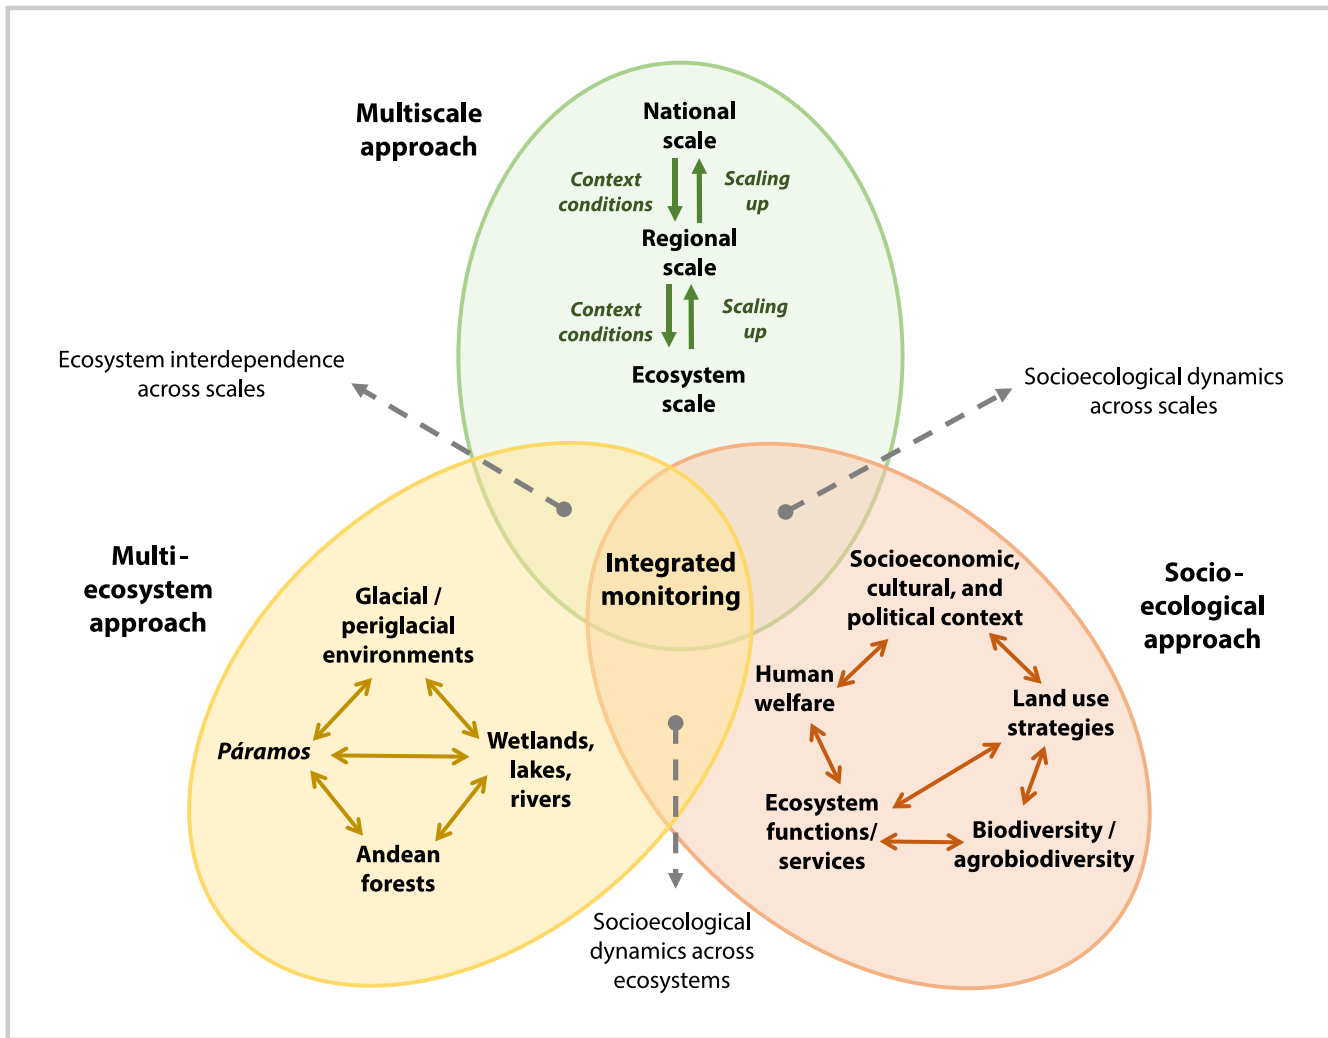 Multiscale
approach
National
scale
Context
conditions
Scaling
up
Regional
scale
Context
conditions
Scaling
up
Ecosystem
scale
Ecosystem interdependence
across scales
Socioecological dynamics
across scales
Multi-
ecosystem
approach
Integrated
monitoring
Socio-
ecological
approach
Glacial /
periglacial
environments
Páramos
Wetlands,
lakes,
rivers
Andean
forests
Socioeconomic,
cultural, and
political context
Human
welfare
Land use
strategies
Ecosystem
functions/
services
Biodiversity /
agrobiodiversity
Socioecological
dynamics across
ecosystems